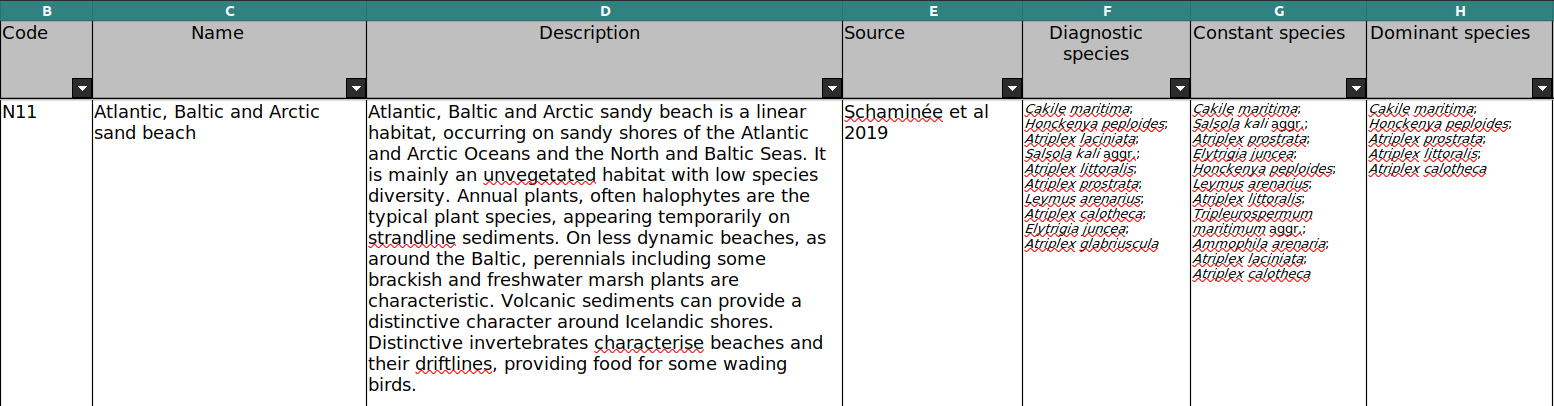 B C D E F G H
Code Name Description Source Diagnostic Constant species Dominant species
species
N11
Atlantic, Baltic and Arctic
sand beach
Atlantic, Baltic and Arctic sandy beach is a linear
habitat, occurring on sandy shores of the Atlantic
and Arctic Oceans and the North and Baltic Seas. It
is mainly an unvegetated habitat with low species
diversity. Annual plants, often halophytes are the
typical plant species, appearing temporarily on
strandline sediments. On less dynamic beaches, as
around the Baltic, perennials including some
brackish and freshwater marsh plants are
characteristic. Volcanic sediments can provide a
distinctive character around Icelandic shores.
Distinctive invertebrates characterise beaches and
their driftlines, providing food for some wading
birds.
Schaminée et al
2019
Cakile maritima;
Honckenya peploides;
Atriplex laciniata;
Salsola kali aggr.;
Atriplex littoralis;
Atriplex prostrata;
Leymus arenarius;
Atriplex calotheca;
Elytrigia juncea;
Atriplex glabriuscula
Cakile maritima;
Salsola kali aggr.;
Atriplex prostrata;
Elytrigia juncea;
Honckenya peploides;
Leymus arenarius;
Atriplex littoralis;
Tripleurospermum
maritimum aggr.;
Ammophila arenaria;
Atriplex laciniata;
Atriplex calotheca
Cakile maritima;
Honckenya peploides;
Atriplex prostrata;
Atriplex littoralis;
Atriplex calotheca